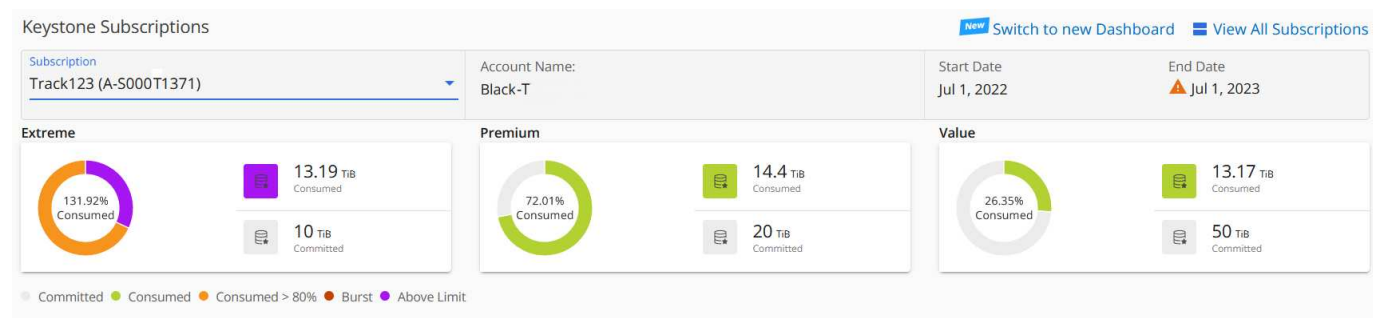 Keystone Subscriptions
New Switch to new Dashboard View All Subscriptions
Subscription
Track123 (A-S000T1371)
Account Name:
Black-T
Start Date
Jul 1, 2022
End Date
Jul 1, 2023
Extreme
131.92%
Consumed
13.19 TiB
Consumed
10 TiB
Committed
Premium
72.01%
Consumed
14.4 TiB
Consumed
20 TiB
Committed
Value
26.35%
Consumed
13.17 TiB
Consumed
50 TiB
Committed
Committed Consumed Consumed > 80% Burst Above Limit